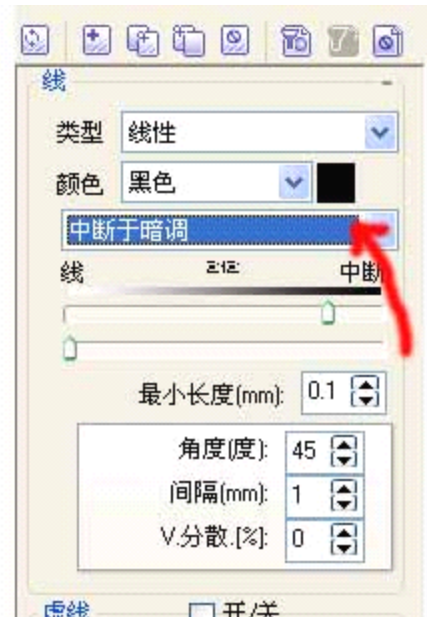 线
类型 线性
颜色 黑色
中断于暗调
线 中断
最小长度(mm): 0.1
角度(度): 45
间隔(mm): 1
V.分散.[%]: 0
虚线 开/关